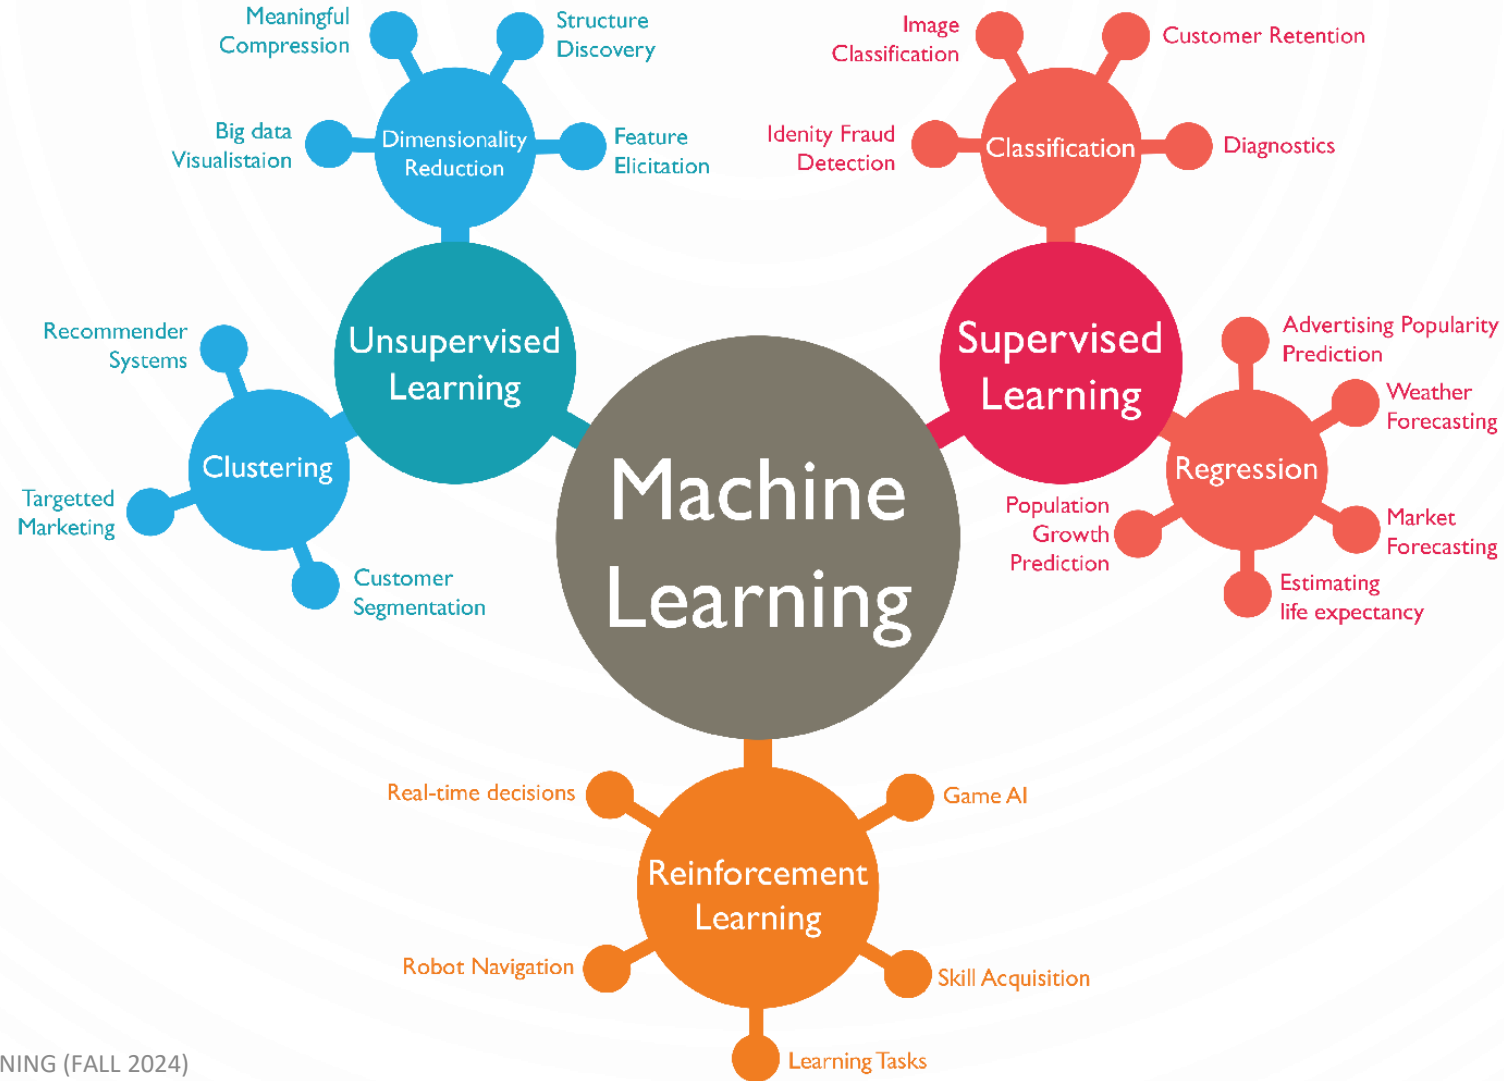 Meaningful
Compression
Structure
Discovery
Big data
Visualistaion
Dimensionality
Reduction
Feature
Elicitation
Image
Classification
Customer Retention
Idenity Fraud
Detection
Classification
Diagnostics
Unsupervised
Learning
Recommender
Systems
Clustering
Targetted
Marketing
Customer
Segmentation
Machine
Learning
Supervised
Learning
Advertising Popularity
Prediction
Weather
Forecasting
Regression
Population
Growth
Prediction
Market
Forecasting
Estimating
life expectancy
Real-time decisions
Game AI
Reinforcement
Learning
Robot Navigation
Skill Acquisition
Learning Tasks
NING (FALL 2024)